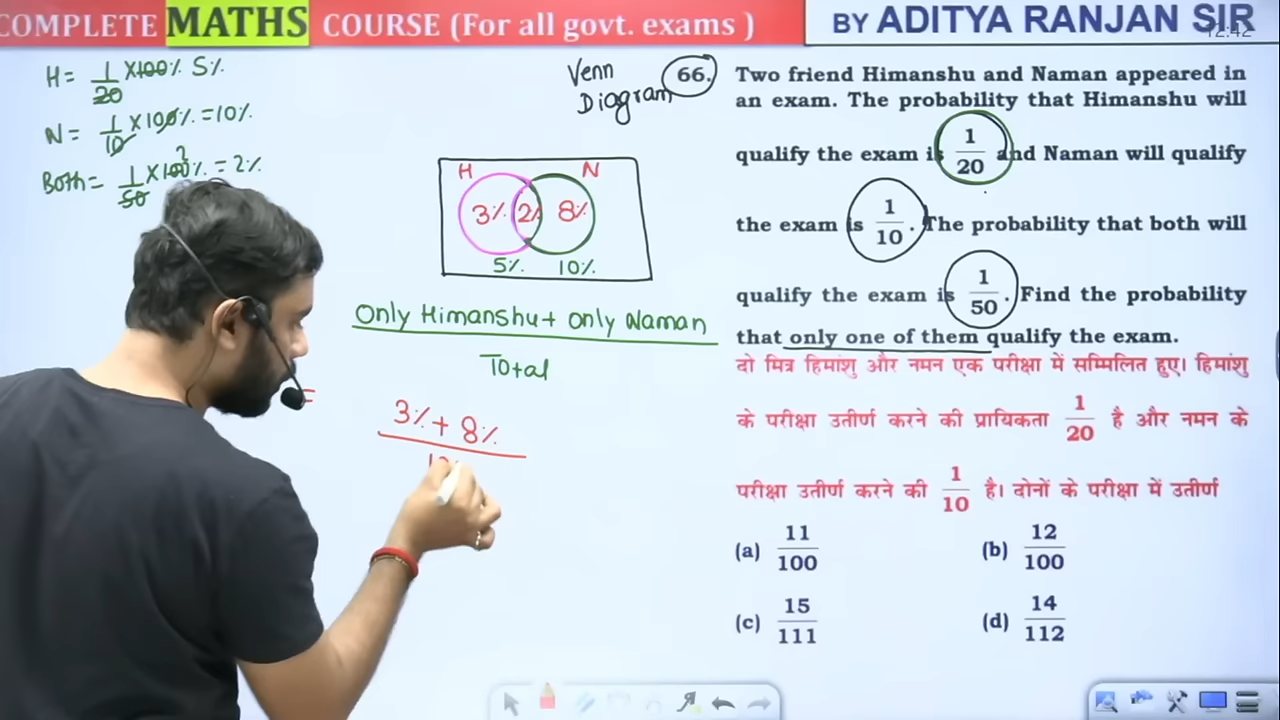 COMPLETE MATHS COURSE (For all govt. exams )
BY ADITYA RANJAN SIR
12:42
H = 1/20 ×100% 5%
N = 1/10 ×100% = 10%
Both = 1/50 ×100% 2 = 2%
Venn
Diagram
H N
3% 2% 8%
5% 10%
Only Himanshu + only Naman
Total
=
3% + 8%
66. Two friend Himanshu and Naman appeared in
an exam. The probability that Himanshu will
qualify the exam is 1/20 and Naman will qualify
the exam is 1/10. The probability that both will
qualify the exam is 1/50. Find the probability
that only one of them qualify the exam.
दो मित्र हिमांशु और नमन एक परीक्षा में सम्मिलित हुए। हिमांशु
के परीक्षा उतीर्ण करने की प्रायिकता 1/20 है और नमन के
परीक्षा उतीर्ण करने की 1/10 है। दोनों के परीक्षा में उतीर्ण
(a) 11/100 (b) 12/100
(c) 15/111 (d) 14/112